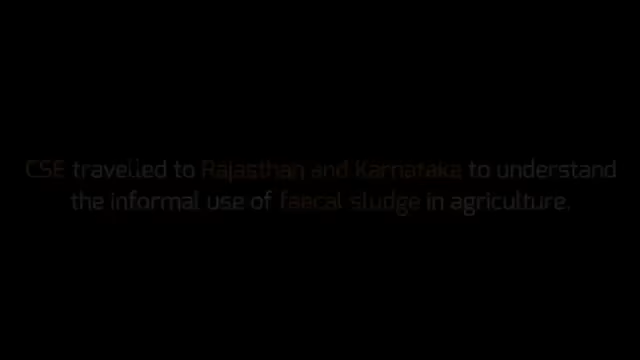 CSE travelled to Rajasthan and Karnataka to understand
the informal use of faecal sludge in agriculture.